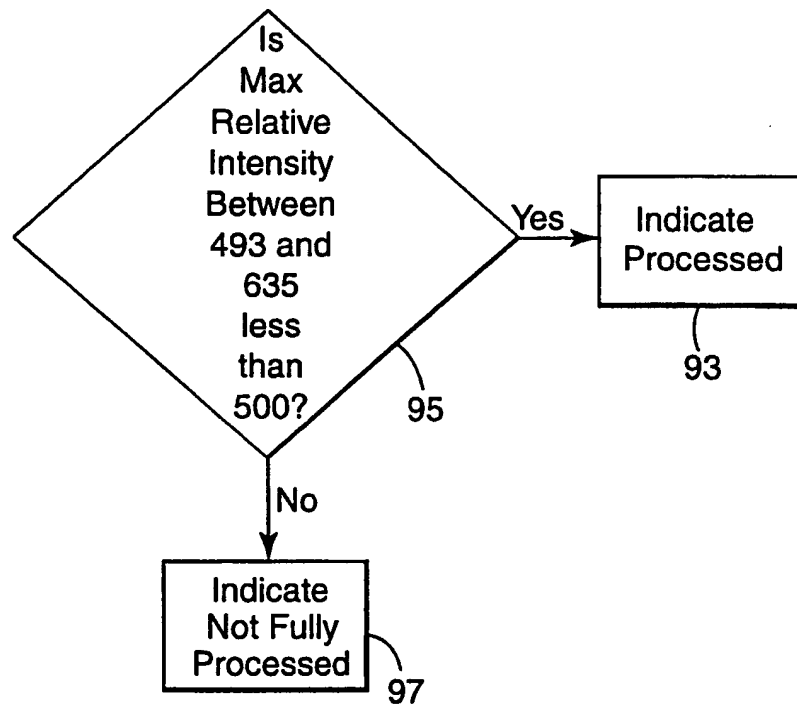 Is
Max
Relative
Intensity
Between
493 and
635
less
than
500?
Yes
Indicate
Processed
93
95
No
Indicate
Not Fully
Processed
97